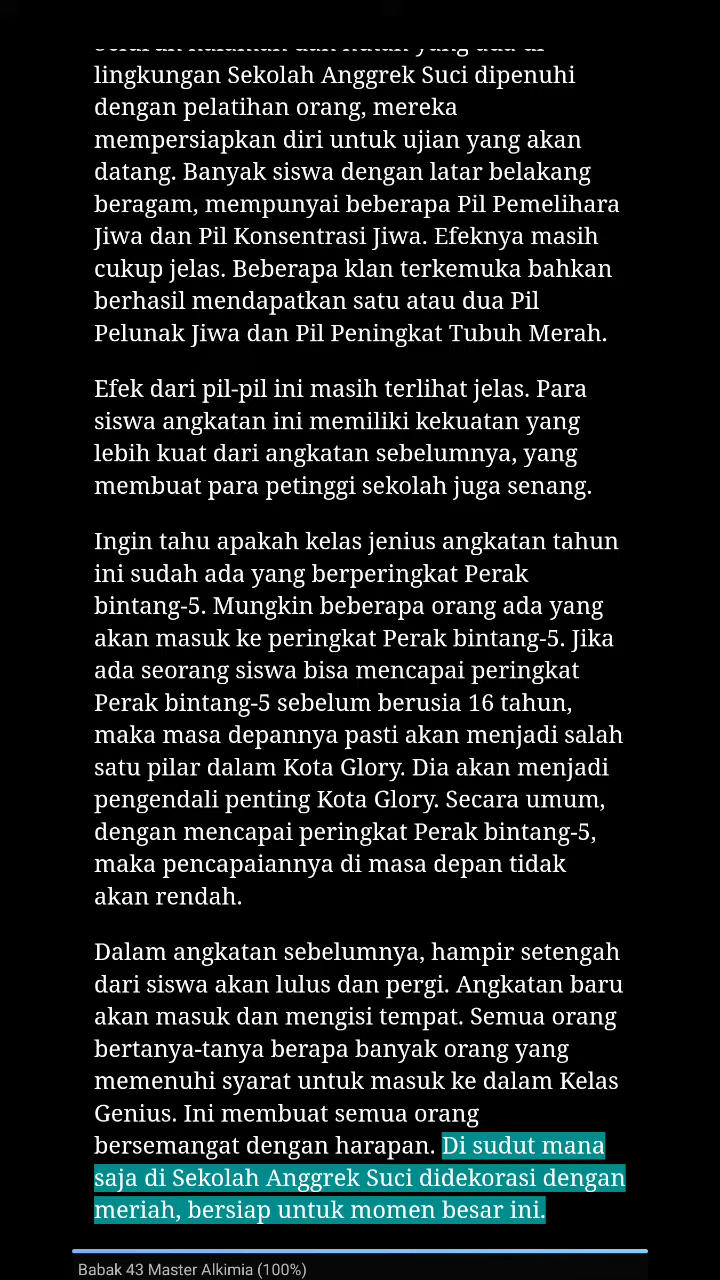 lingkungan Sekolah Anggrek Suci dipenuhi
dengan pelatihan orang, mereka
mempersiapkan diri untuk ujian yang akan
datang. Banyak siswa dengan latar belakang
beragam, mempunyai beberapa Pil Pemelihara
Jiwa dan Pil Konsentrasi Jiwa. Efeknya masih
cukup jelas. Beberapa klan terkemuka bahkan
berhasil mendapatkan satu atau dua Pil
Pelunak Jiwa dan Pil Peningkat Tubuh Merah.
Efek dari pil-pil ini masih terlihat jelas. Para
siswa angkatan ini memiliki kekuatan yang
lebih kuat dari angkatan sebelumnya, yang
membuat para petinggi sekolah juga senang.
Ingin tahu apakah kelas jenius angkatan tahun
ini sudah ada yang berperingkat Perak
bintang-5. Mungkin beberapa orang ada yang
akan masuk ke peringkat Perak bintang-5. Jika
ada seorang siswa bisa mencapai peringkat
Perak bintang-5 sebelum berusia 16 tahun,
maka masa depannya pasti akan menjadi salah
satu pilar dalam Kota Glory. Dia akan menjadi
pengendali penting Kota Glory. Secara umum,
dengan mencapai peringkat Perak bintang-5,
maka pencapaiannya di masa depan tidak
akan rendah.
Dalam angkatan sebelumnya, hampir setengah
dari siswa akan lulus dan pergi. Angkatan baru
akan masuk dan mengisi tempat. Semua orang
bertanya-tanya berapa banyak orang yang
memenuhi syarat untuk masuk ke dalam Kelas
Genius. Ini membuat semua orang
bersemangat dengan harapan. Di sudut mana
saja di Sekolah Anggrek Suci didekorasi dengan
meriah, bersiap untuk momen besar ini.
Babak 43 Master Alkimia (100%)